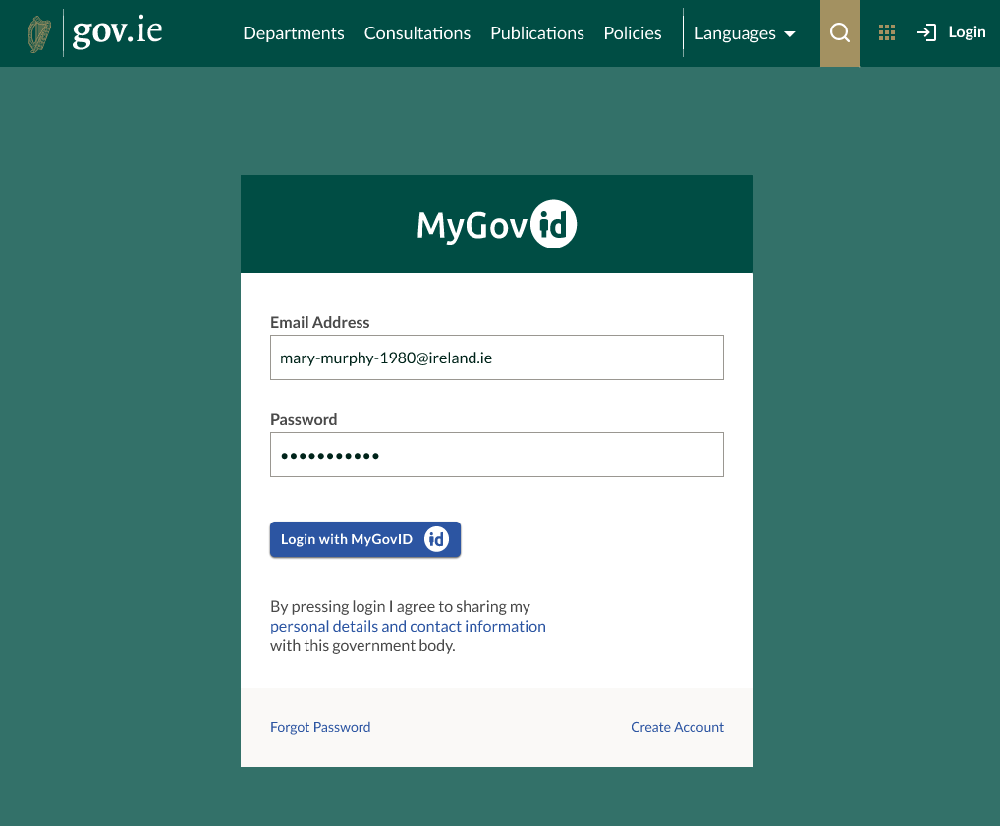 gov.ie
Departments Consultations Publications Policies Languages Login
MyGovid
Email Address
mary-murphy-1980@ireland.ie
Password
•••••••••••
Login with MyGovID id
By pressing login I agree to sharing my
personal details and contact information
with this government body.
Forgot Password Create Account